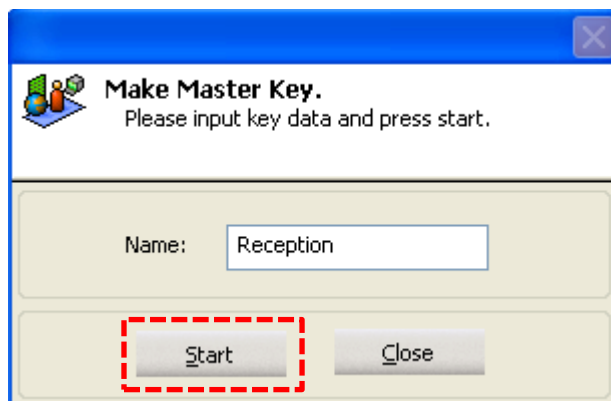 Make Master Key.
Please input key data and press start.
Name: Reception
Start Close